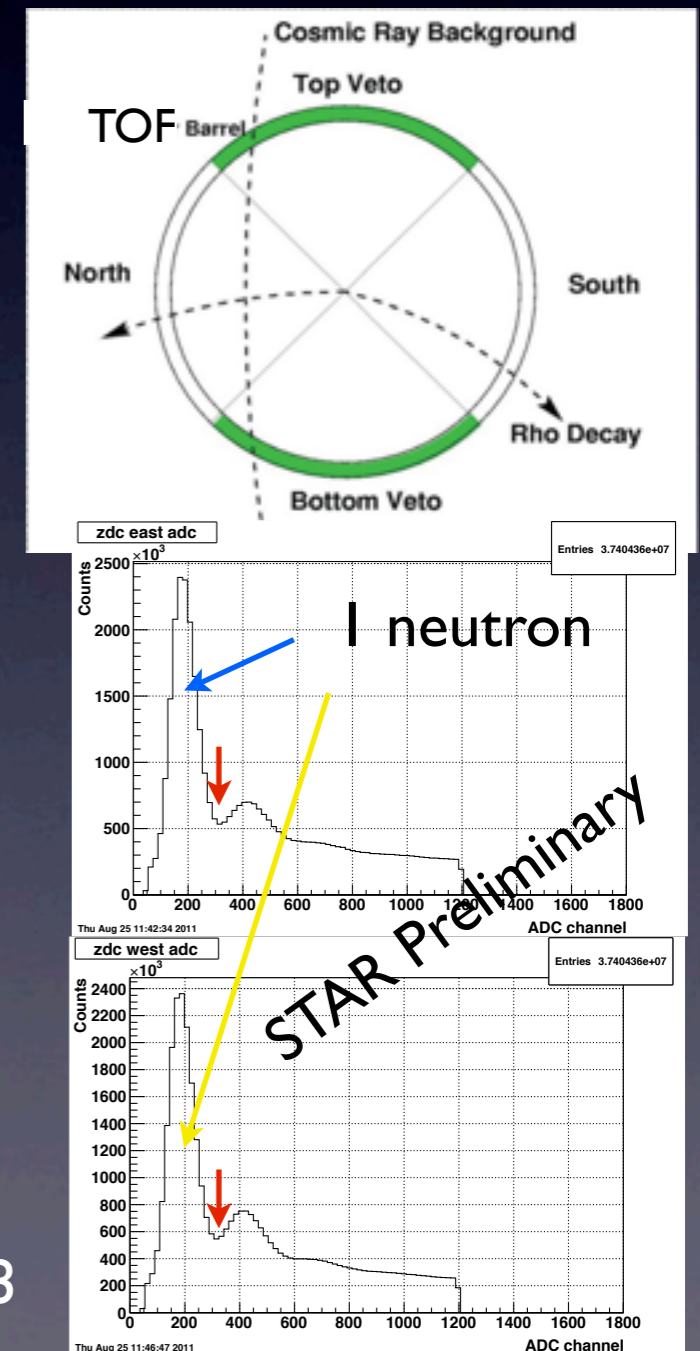 Cosmic Ray Background
Top Veto
TOF Barrel
North
South
Rho Decay
Bottom Veto
zdc east adc
Entries 3.740436e+07
×10³
Counts
2500
2000
1500
1000
500
0
1 neutron
0 200 400 600 800 1000 1200 1400 1600 1800
ADC channel
Thu Aug 25 11:42:34 2011
STAR Preliminary
zdc west adc
Entries 3.740436e+07
×10³
Counts
2400
2200
2000
1800
1600
1400
1200
1000
800
600
400
200
0
0 200 400 600 800 1000 1200 1400 1600 1800
ADC channel
Thu Aug 25 11:46:47 2011